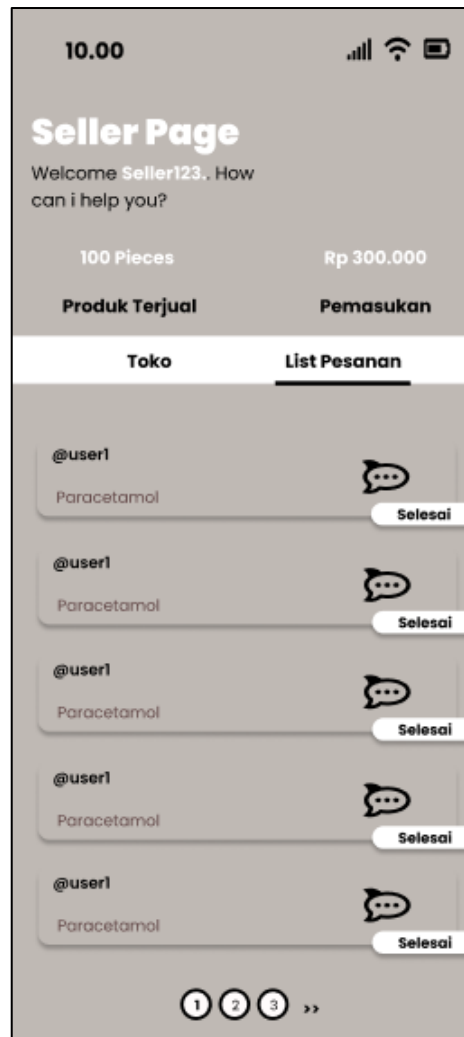 10.00
Seller Page
Welcome Seller123.. How
can i help you?
100 Pieces Rp 300.000
Produk Terjual Pemasukan
Toko List Pesanan
@user1
Paracetamol
Selesai
@user1
Paracetamol
Selesai
@user1
Paracetamol
Selesai
@user1
Paracetamol
Selesai
@user1
Paracetamol
Selesai
1 2 3 >>